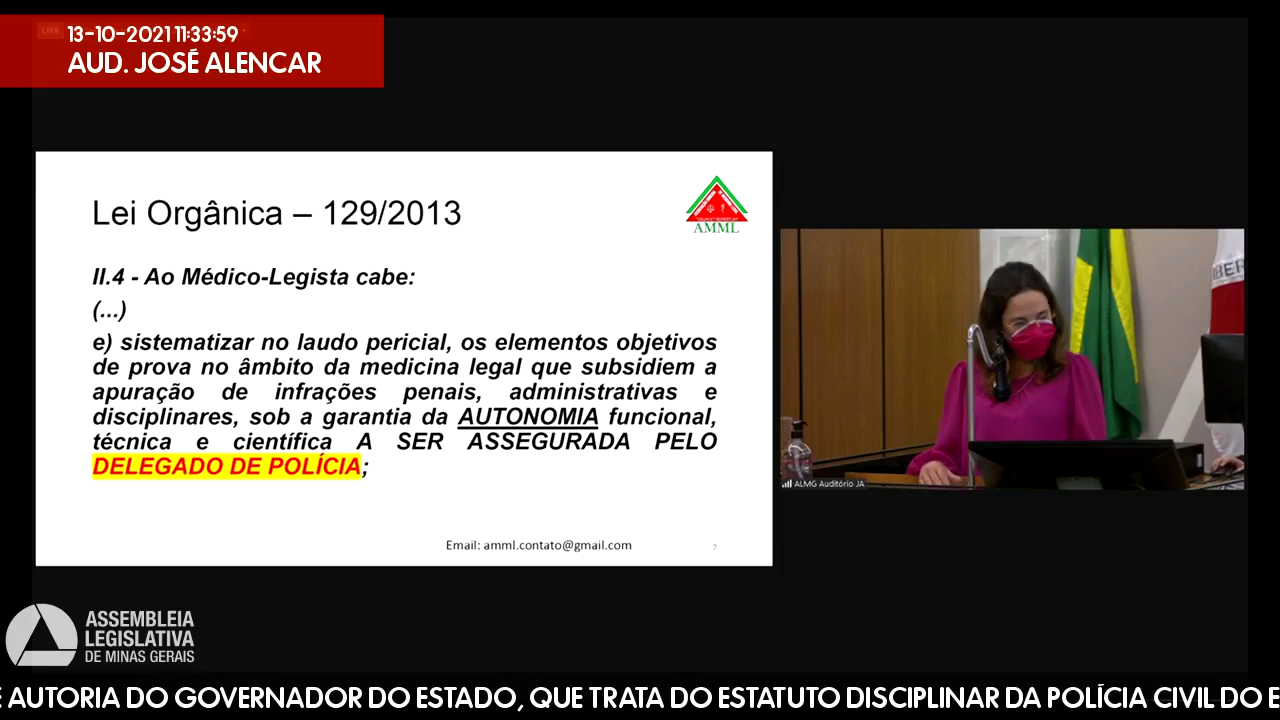 LIVE
13-10-2021 11:33:59
AUD. JOSÉ ALENCAR
Lei Orgânica – 129/2013
AMML
II.4 - Ao Médico-Legista cabe:
(...)
e) sistematizar no laudo pericial, os elementos objetivos
de prova no âmbito da medicina legal que subsidiem a
apuração de infrações penais, administrativas e
disciplinares, sob a garantia da AUTONOMIA funcional,
técnica e científica A SER ASSEGURADA PELO
DELEGADO DE POLÍCIA;
Email: amml.contato@gmail.com
7
ALMG Auditório JA
ASSEMBLEIA
LEGISLATIVA
DE MINAS GERAIS
E AUTORIA DO GOVERNADOR DO ESTADO, QUE TRATA DO ESTATUTO DISCIPLINAR DA POLÍCIA CIVIL DO E